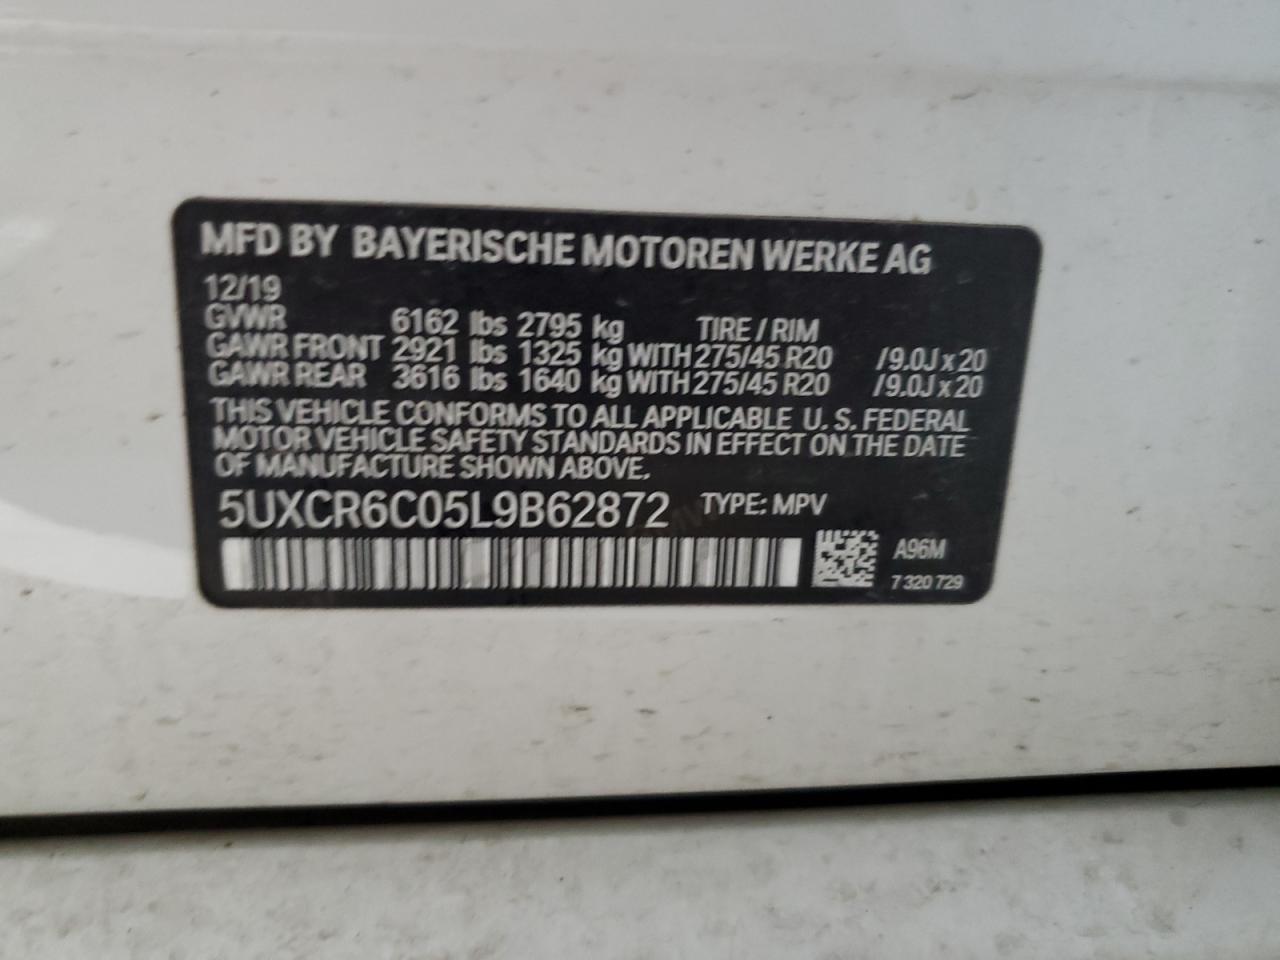 MFD BY BAYERISCHE MOTOREN WERKE AG
12/19
GVWR 6162 lbs 2795 kg TIRE / RIM
GAWR FRONT 2921 lbs 1325 kg WITH 275/45 R20 /9.0J x 20
GAWR REAR 3616 lbs 1640 kg WITH 275/45 R20 /9.0J x 20
THIS VEHICLE CONFORMS TO ALL APPLICABLE U. S. FEDERAL
MOTOR VEHICLE SAFETY STANDARDS IN EFFECT ON THE DATE
OF MANUFACTURE SHOWN ABOVE.
5UXCR6C05L9B62872 TYPE: MPV
A96M
7 320 729